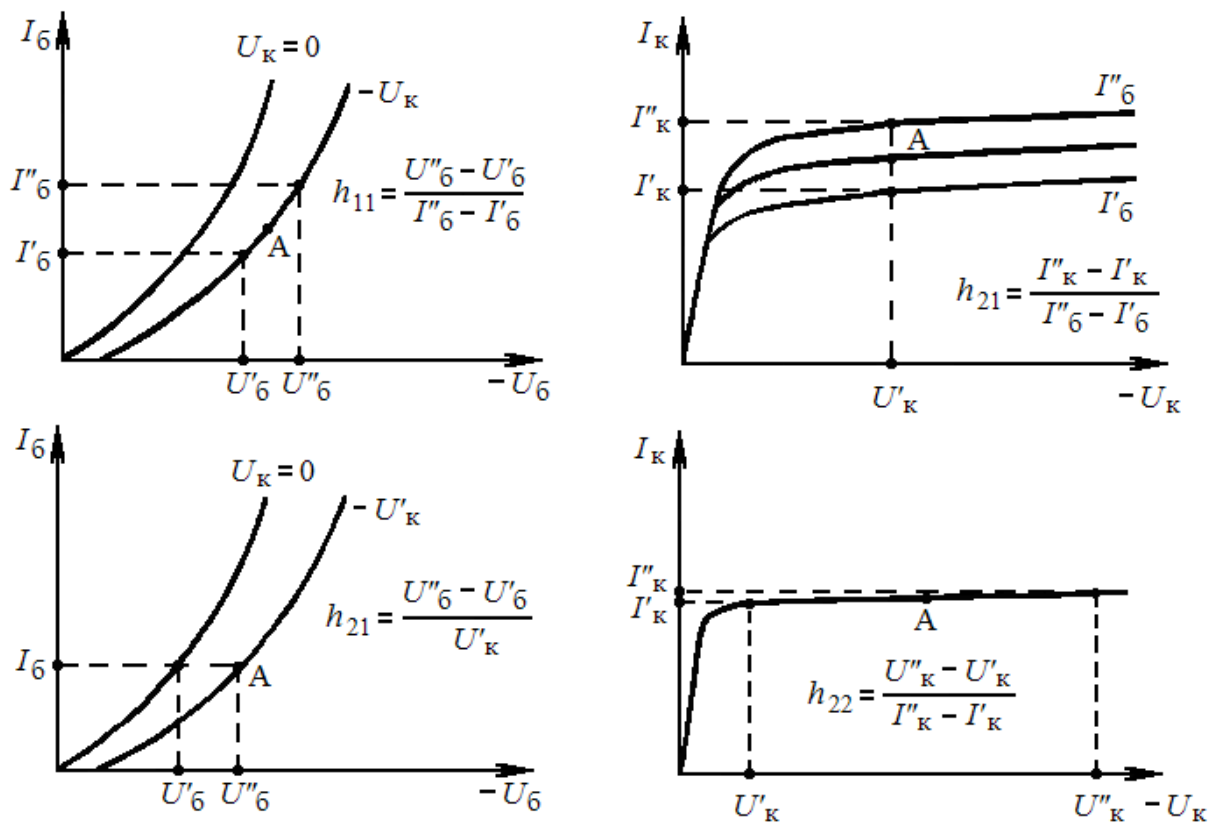 I б
U к = 0
−U к
I″ б
h 11 = (U″ б − U′ б) / (I″ б − I′ б)
A
I′ б
U′ б
U″ б
−U б
I к
I″ б
I″ к
A
I′ к
I′ б
h 21 = (I″ к − I′ к) / (I″ б − I′ б)
U′ к
−U к
I б
U к = 0
−U′ к
h 21 = (U″ б − U′ б) / U′ к
I б
A
U′ б
U″ б
−U б
I к
I″ к
I′ к
A
h 22 = (U″ к − U′ к) / (I″ к − I′ к)
U′ к
U″ к
−U к